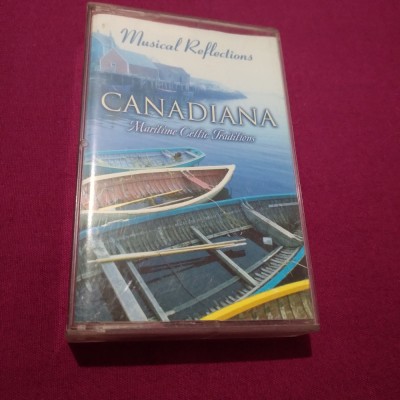 Musical Reflections
CANADIANA
Maritime Celtic Traditions